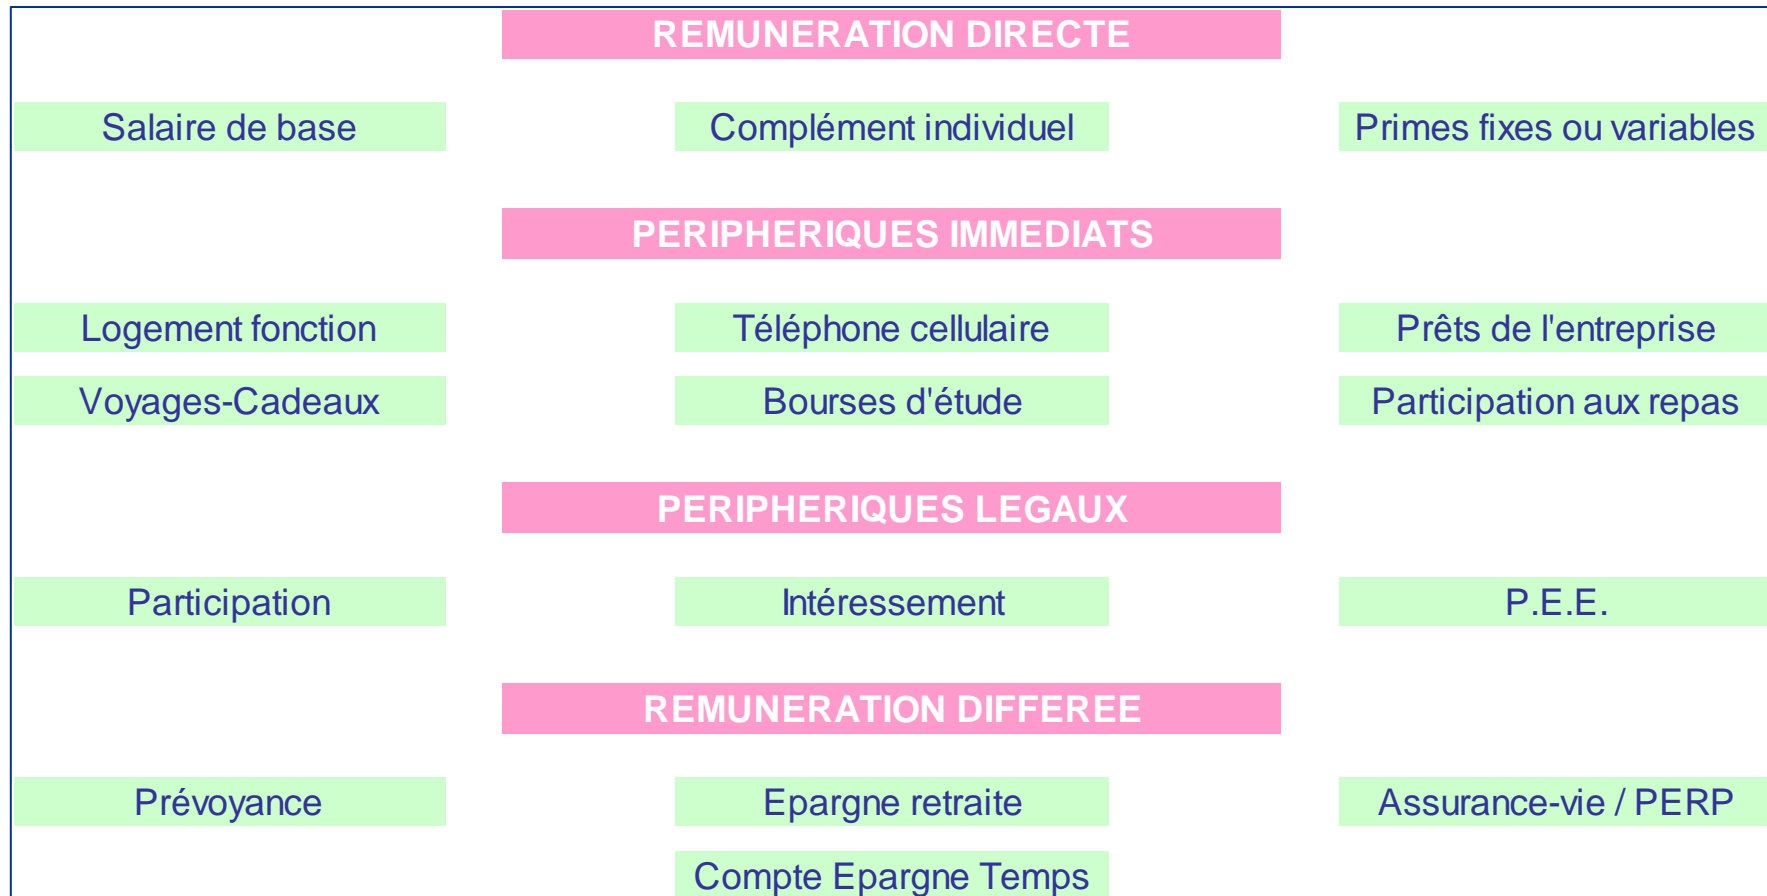 REMUNERATION DIRECTE
Salaire de base
Complément individuel
Primes fixes ou variables
PERIPHERIQUES IMMEDIATS
Logement fonction
Téléphone cellulaire
Prêts de l'entreprise
Voyages-Cadeaux
Bourses d'étude
Participation aux repas
PERIPHERIQUES LEGAUX
Participation
Intéressement
P.E.E.
REMUNERATION DIFFEREE
Prévoyance
Epargne retraite
Assurance-vie / PERP
Compte Epargne Temps